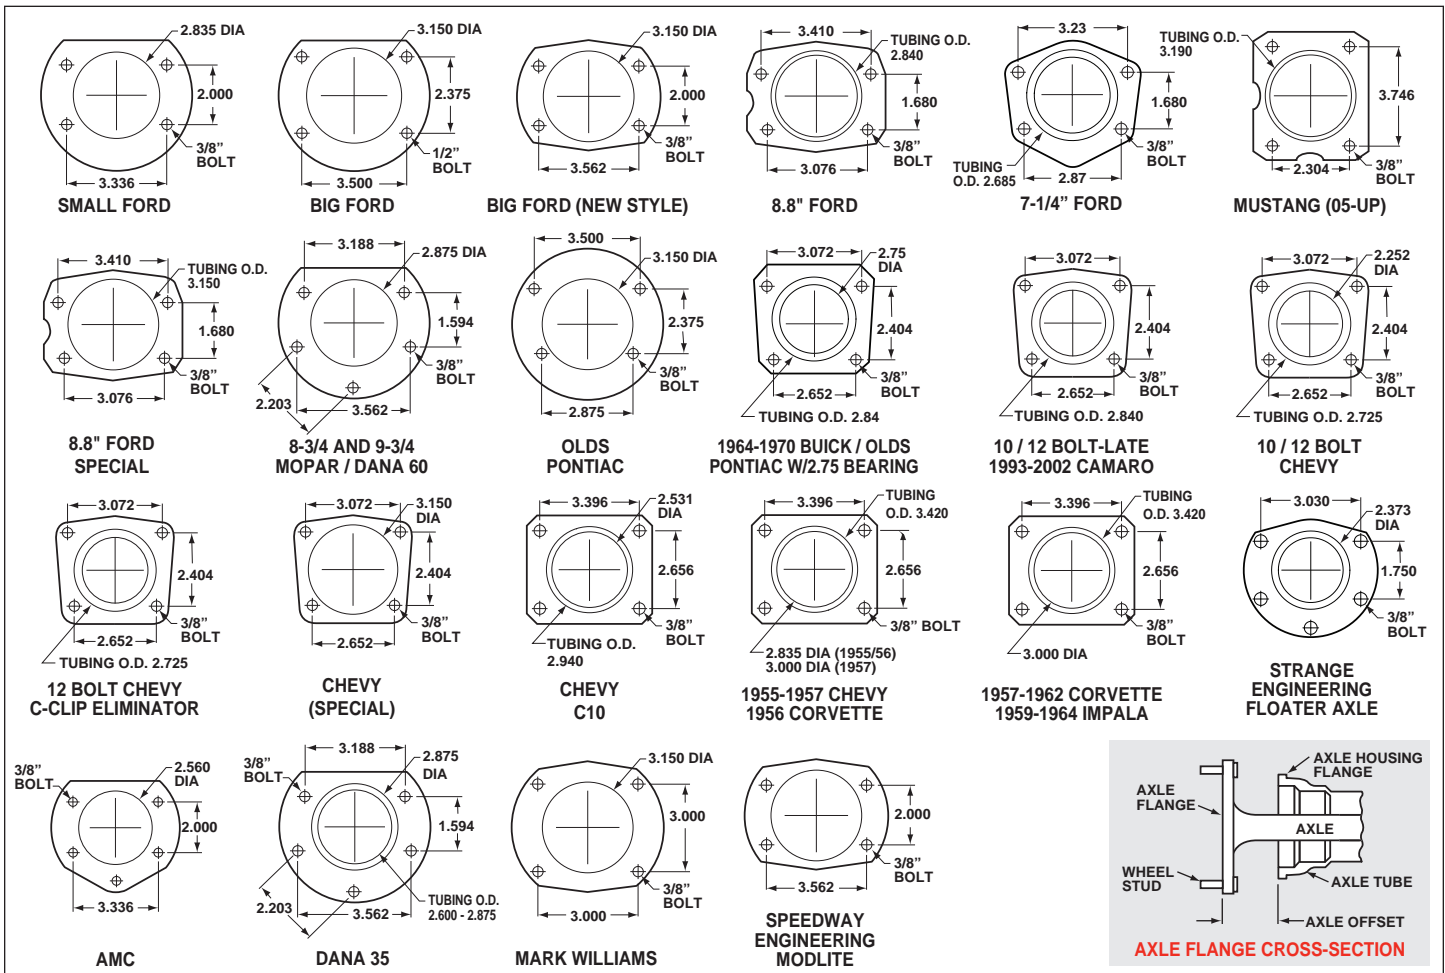 2.835 DIA
2.000
3/8”
BOLT
3.336
SMALL FORD
3.150 DIA
2.375
1/2”
BOLT
3.500
BIG FORD
3.150 DIA
2.000
3/8”
BOLT
3.562
BIG FORD (NEW STYLE)
3.410
TUBING O.D.
2.840
1.680
3/8”
BOLT
3.076
8.8" FORD
3.23
1.680
3/8”
BOLT
TUBING
O.D. 2.685
2.87
7-1/4” FORD
TUBING O.D.
3.190
3.746
3/8”
BOLT
2.304
MUSTANG (05-UP)
3.410
TUBING O.D.
3.150
1.680
3/8”
BOLT
3.076
8.8" FORD
SPECIAL
3.188
2.875 DIA
1.594
3/8”
BOLT
2.203
3.562
8-3/4 AND 9-3/4
MOPAR / DANA 60
3.500
3.150 DIA
2.375
3/8”
BOLT
2.875
OLDS
PONTIAC
3.072
2.75
DIA
2.404
3/8”
BOLT
2.652
TUBING O.D. 2.84
1964-1970 BUICK / OLDS
PONTIAC W/2.75 BEARING
3.072
2.404
3/8”
BOLT
2.652
TUBING O.D. 2.840
10 / 12 BOLT-LATE
1993-2002 CAMARO
3.072
2.252
DIA
2.404
3/8”
BOLT
2.652
TUBING O.D. 2.725
10 / 12 BOLT
CHEVY
3.072
2.404
3/8”
BOLT
2.652
TUBING O.D. 2.725
12 BOLT CHEVY
C-CLIP ELIMINATOR
3.072
3.150
DIA
2.404
3/8”
BOLT
2.652
CHEVY
(SPECIAL)
3.396
2.531
DIA
2.656
3/8”
BOLT
TUBING O.D.
2.940
CHEVY
C10
3.396
TUBING
O.D. 3.420
2.656
3/8” BOLT
2.835 DIA (1955/56)
3.000 DIA (1957)
1955-1957 CHEVY
1956 CORVETTE
3.396
TUBING
O.D. 3.420
2.656
3/8”
BOLT
3.000 DIA
1957-1962 CORVETTE
1959-1964 IMPALA
3.030
2.373
DIA
1.750
3/8”
BOLT
STRANGE
ENGINEERING
FLOATER AXLE
3/8”
BOLT
2.560
DIA
2.000
3.336
AMC
3/8”
BOLT
3.188
2.875
DIA
1.594
2.203
3.562
TUBING O.D.
2.600 - 2.875
DANA 35
3.150 DIA
3.000
3/8”
BOLT
3.000
MARK WILLIAMS
2.000
3/8”
BOLT
3.562
SPEEDWAY
ENGINEERING
MODLITE
AXLE HOUSING
FLANGE
AXLE
FLANGE
AXLE
WHEEL
STUD
AXLE TUBE
AXLE OFFSET
AXLE FLANGE CROSS-SECTION